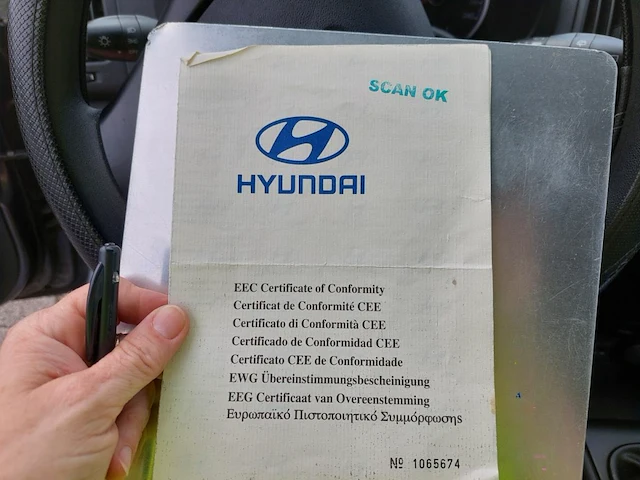 SCAN OK
HYUNDAI
EEC Certificate of Conformity
Certificat de Conformité CEE
Certificato di Conformità CEE
Certificado de Conformidad CEE
Certificato CEE de Conformidade
EWG Übereinstimmungsbescheinigung
EEG Certificaat van Overeenstemming
Ευρωπαϊκό Πιστοποιητικό Συμμόρφωσης
Nº 1065674